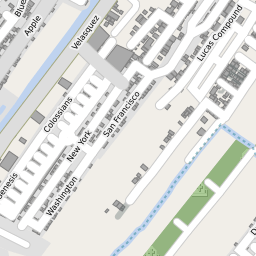 Blue
Apple
Velasquez
Lucas Compound
Colossians
San Francisco
New York
Genesis
Washington